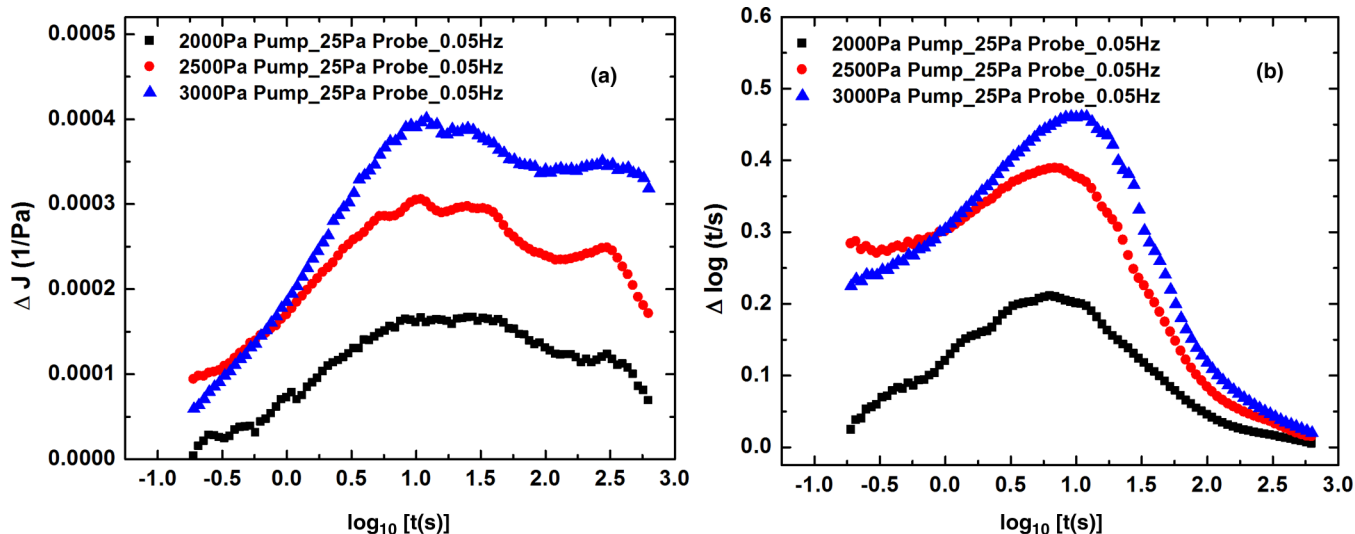 0.0005
0.0004
0.0003
0.0002
0.0001
0.0000
Δ J (1/Pa)
2000Pa Pump_25Pa Probe_0.05Hz
2500Pa Pump_25Pa Probe_0.05Hz
3000Pa Pump_25Pa Probe_0.05Hz
(a)
-1.0 -0.5 0.0 0.5 1.0 1.5 2.0 2.5 3.0
log₁₀ [t(s)]
0.6
0.5
0.4
0.3
0.2
0.1
0.0
Δ log (t/s)
2000Pa Pump_25Pa Probe_0.05Hz
2500Pa Pump_25Pa Probe_0.05Hz
3000Pa Pump_25Pa Probe_0.05Hz
(b)
-1.0 -0.5 0.0 0.5 1.0 1.5 2.0 2.5 3.0
log₁₀ [t(s)]